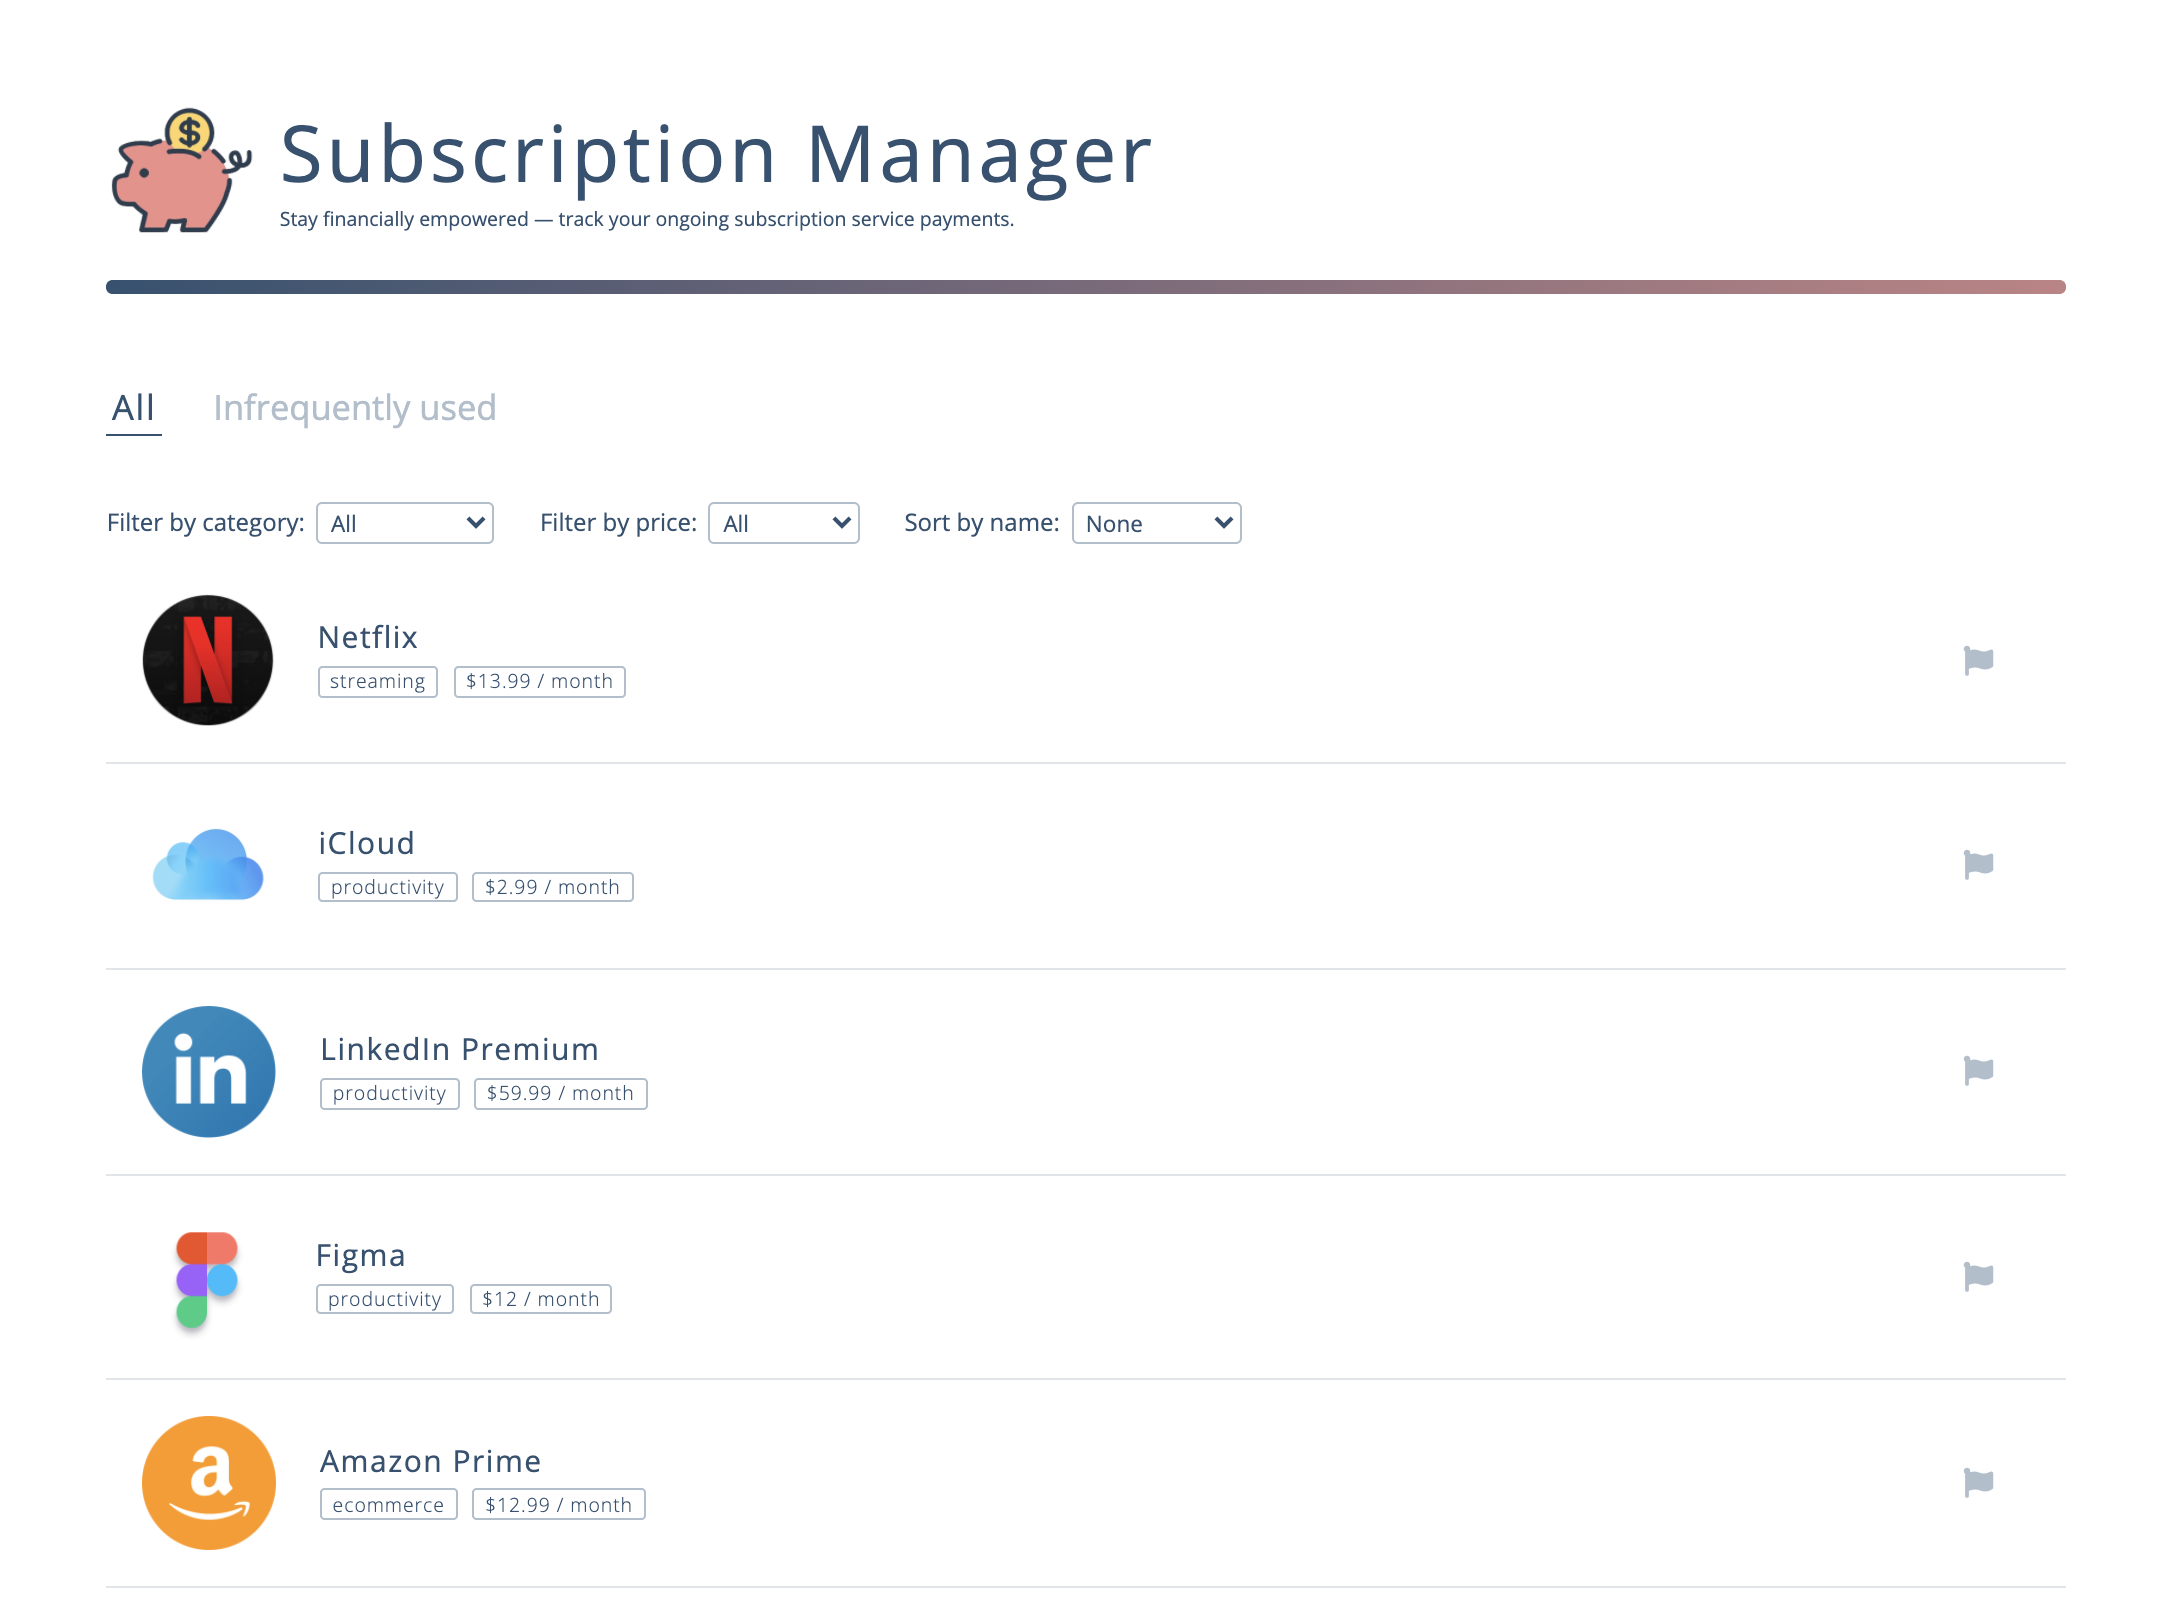 $
Subscription Manager
Stay financially empowered — track your ongoing subscription service payments.
All Infrequently used
Filter by category: All Filter by price: All Sort by name: None
N
Netflix
streaming $13.99 / month
iCloud
productivity $2.99 / month
in
LinkedIn Premium
productivity $59.99 / month
Figma
productivity $12 / month
a
Amazon Prime
ecommerce $12.99 / month